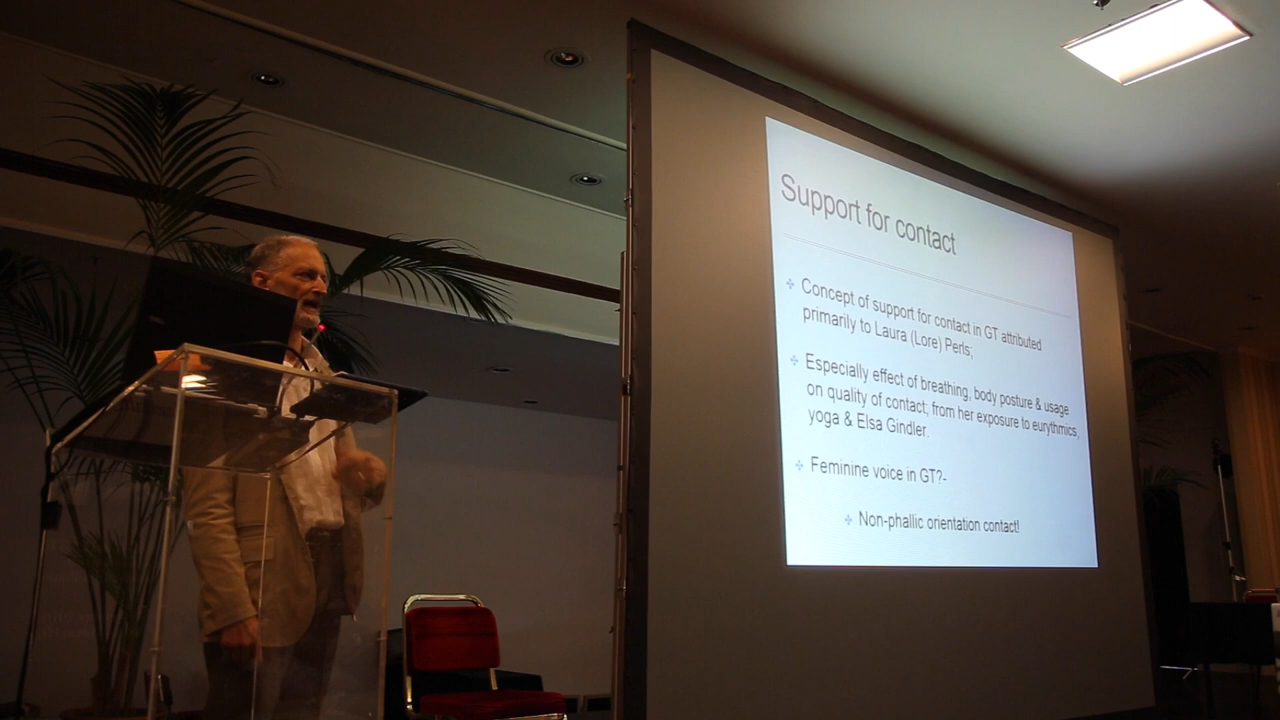 Support for contact
Concept of support for contact in GT attributed
primarily to Laura (Lore) Perls;
Especially effect of breathing, body posture & usage
on quality of contact; from her exposure to eurythmics,
yoga & Elsa Gindler.
Feminine voice in GT?-
Non-phallic orientation contact!